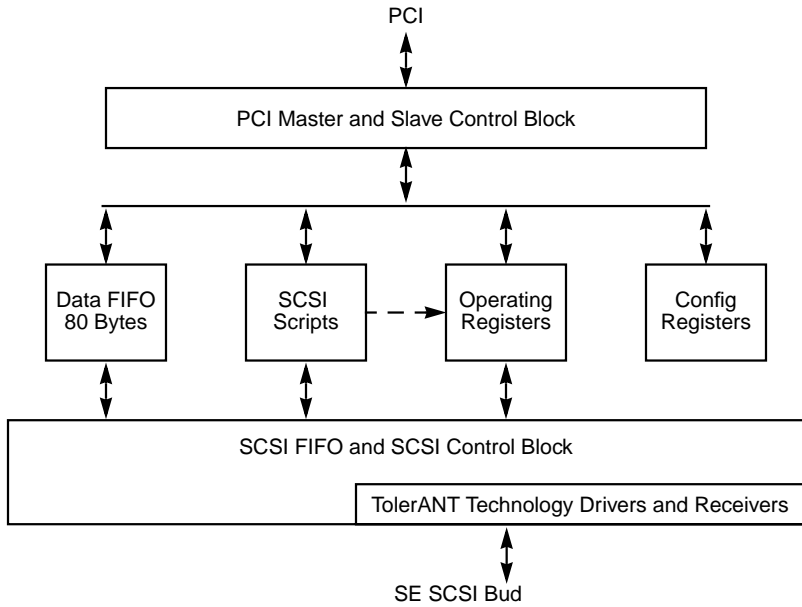 PCI
PCI Master and Slave Control Block
Data FIFO
80 Bytes
SCSI
Scripts
Operating
Registers
Config
Registers
SCSI FIFO and SCSI Control Block
TolerANT Technology Drivers and Receivers
SE SCSI Bud